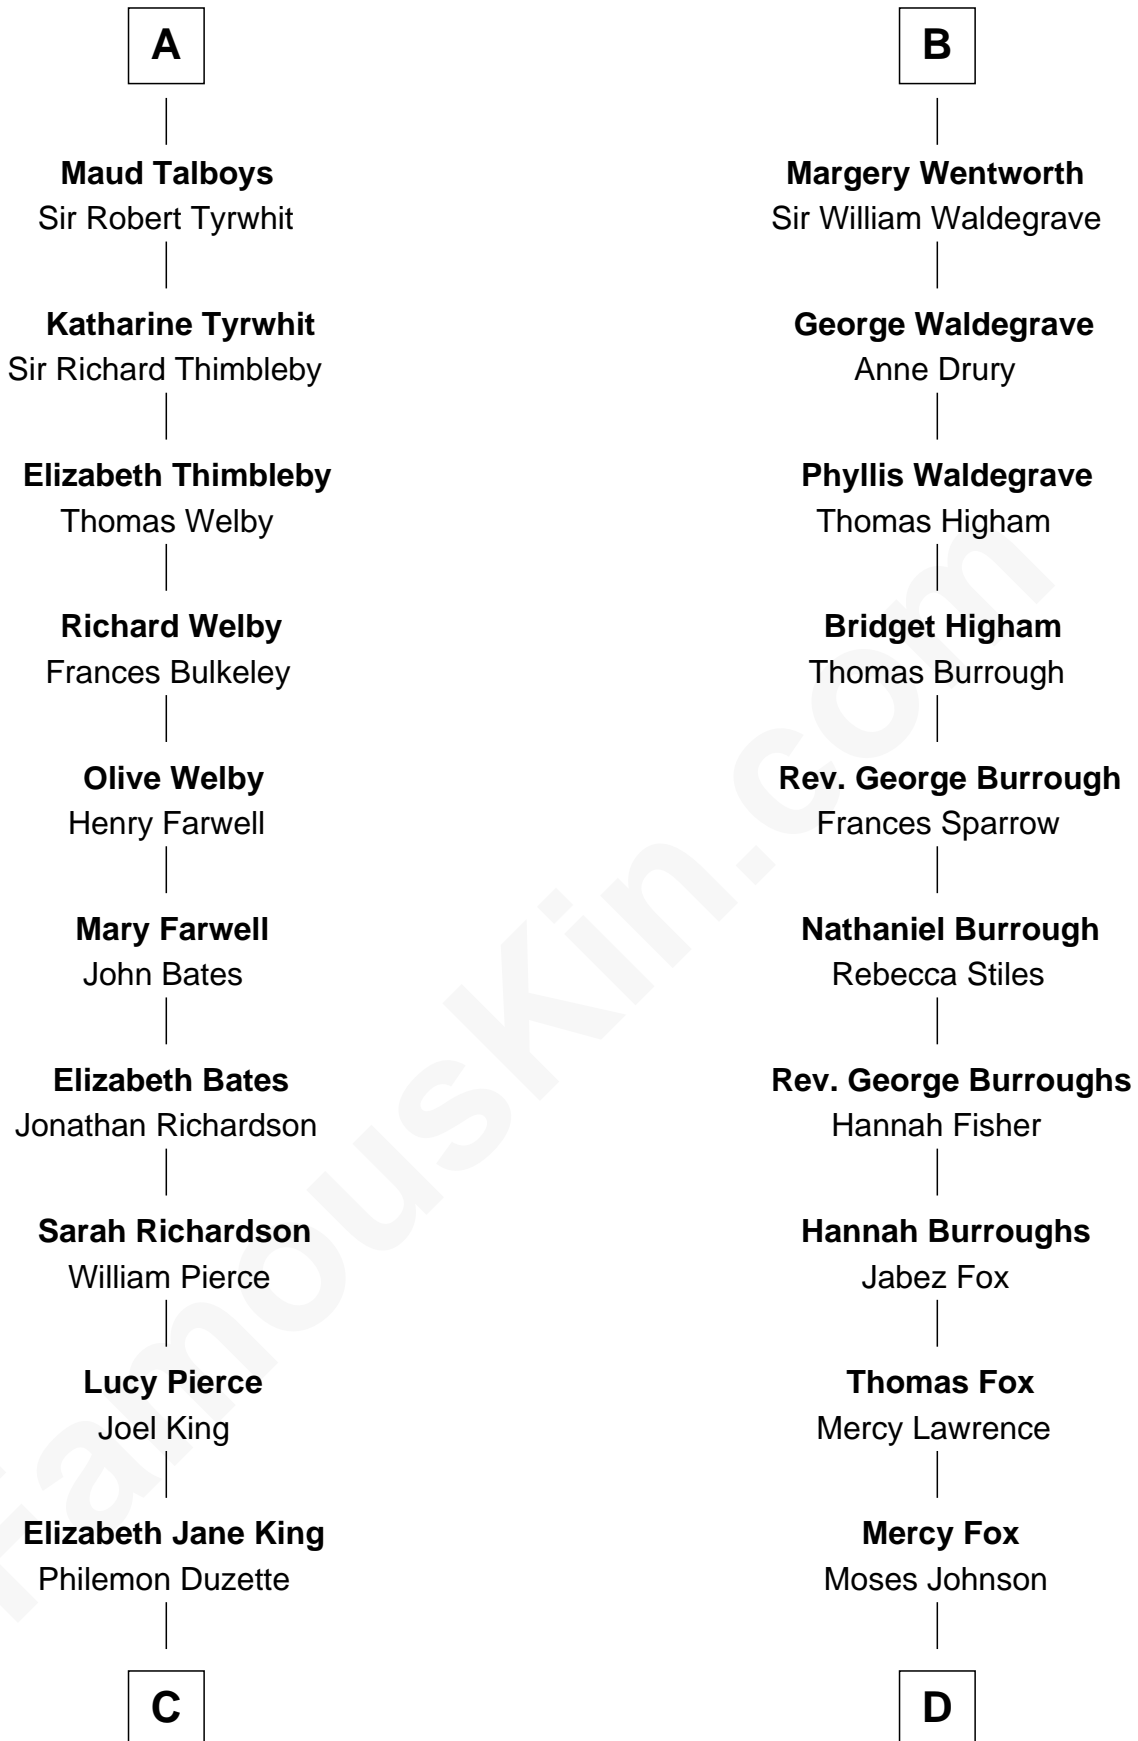 A
Maud Talboys
Sir Robert Tyrwhit
Katharine Tyrwhit
Sir Richard Thimbleby
Elizabeth Thimbleby
Thomas Welby
Richard Welby
Frances Bulkeley
Olive Welby
Henry Farwell
Mary Farwell
John Bates
Elizabeth Bates
Jonathan Richardson
Sarah Richardson
William Pierce
Lucy Pierce
Joel King
Elizabeth Jane King
Philemon Duzette
C
B
Margery Wentworth
Sir William Waldegrave
George Waldegrave
Anne Drury
Phyllis Waldegrave
Thomas Higham
Bridget Higham
Thomas Burrough
Rev. George Burrough
Frances Sparrow
Nathaniel Burrough
Rebecca Stiles
Rev. George Burroughs
Hannah Fisher
Hannah Burroughs
Jabez Fox
Thomas Fox
Mercy Lawrence
Mercy Fox
Moses Johnson
D
FamousKin.com